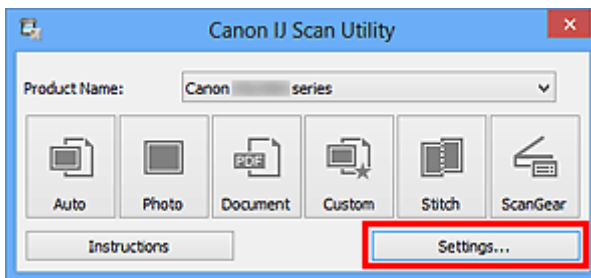 Canon IJ Scan Utility
Product Name: Canon series
PDF
Auto Photo Document Custom Stitch ScanGear
Instructions Settings...